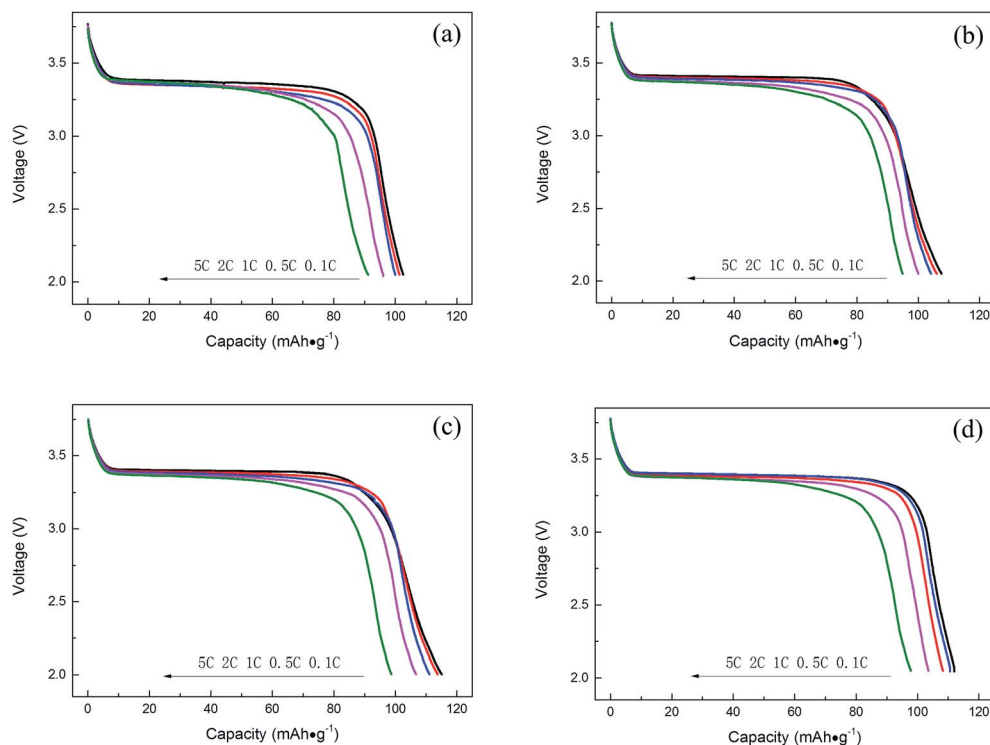 (a)
3.5
3.0
2.5
2.0
Voltage (V)
5C 2C 1C 0.5C 0.1C
0 20 40 60 80 100 120
Capacity (mAh•g⁻¹)
(b)
3.5
3.0
2.5
2.0
Voltage (V)
5C 2C 1C 0.5C 0.1C
0 20 40 60 80 100 120
Capacity (mAh•g⁻¹)
(c)
3.5
3.0
2.5
2.0
Voltage (V)
5C 2C 1C 0.5C 0.1C
0 20 40 60 80 100 120
Capacity (mAh•g⁻¹)
(d)
3.5
3.0
2.5
2.0
Voltage (V)
5C 2C 1C 0.5C 0.1C
0 20 40 60 80 100 120
Capacity (mAh•g⁻¹)